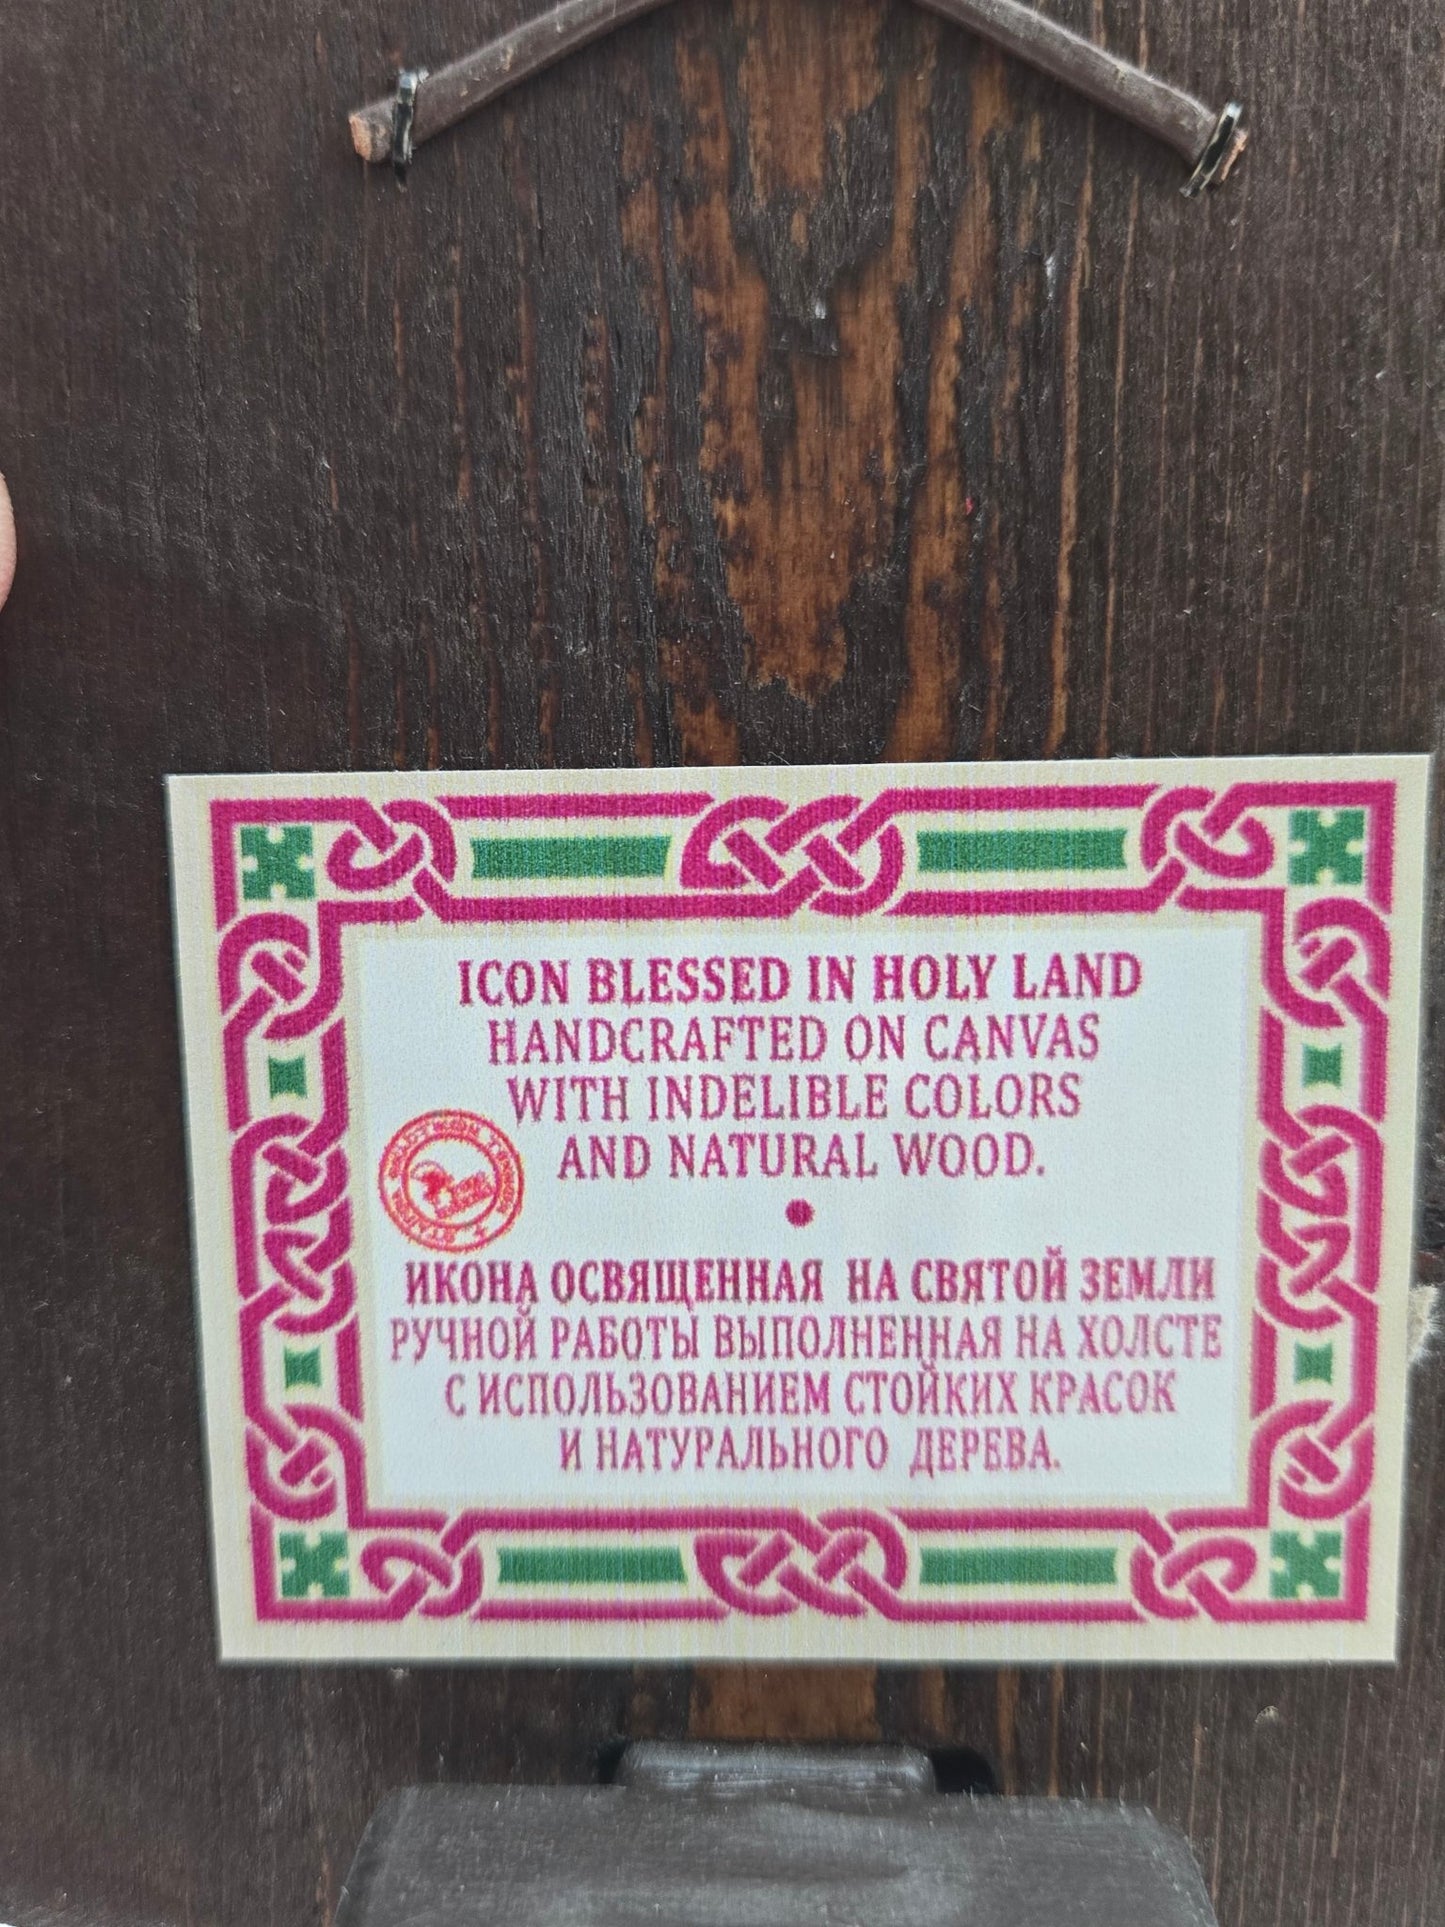 ICON BLESSED IN HOLY LAND
HANDCRAFTED ON CANVAS
WITH INDELIBLE COLORS
AND NATURAL WOOD.
ИКОНА ОСВЯЩЕННАЯ НА СВЯТОЙ ЗЕМЛИ
РУЧНОЙ РАБОТЫ ВЫПОЛНЕННАЯ НА ХОЛСТЕ
С ИСПОЛЬЗОВАНИЕМ СТОЙКИХ КРАСОК
И НАТУРАЛЬНОГО ДЕРЕВА.